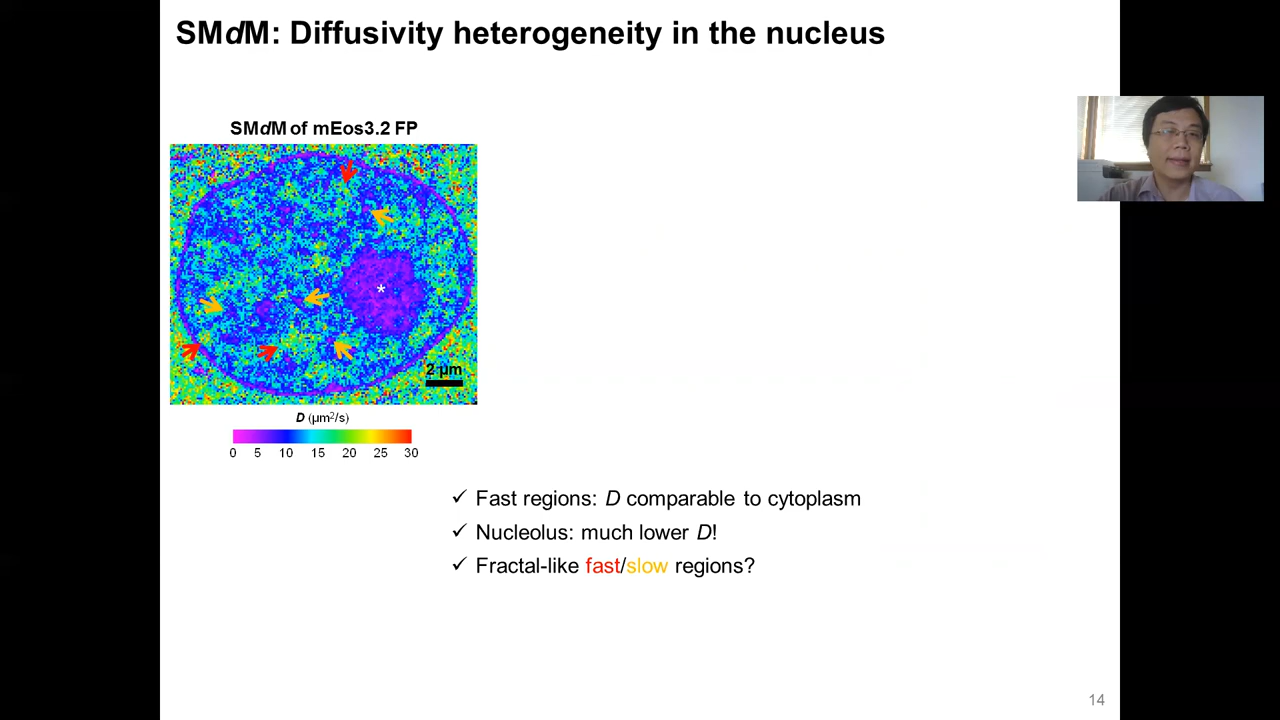 SMdM: Diffusivity heterogeneity in the nucleus
SMdM of mEos3.2 FP
*
2 μm
D (μm²/s)
0 5 10 15 20 25 30
✓ Fast regions: D comparable to cytoplasm
✓ Nucleolus: much lower D!
✓ Fractal-like fast/slow regions?
14